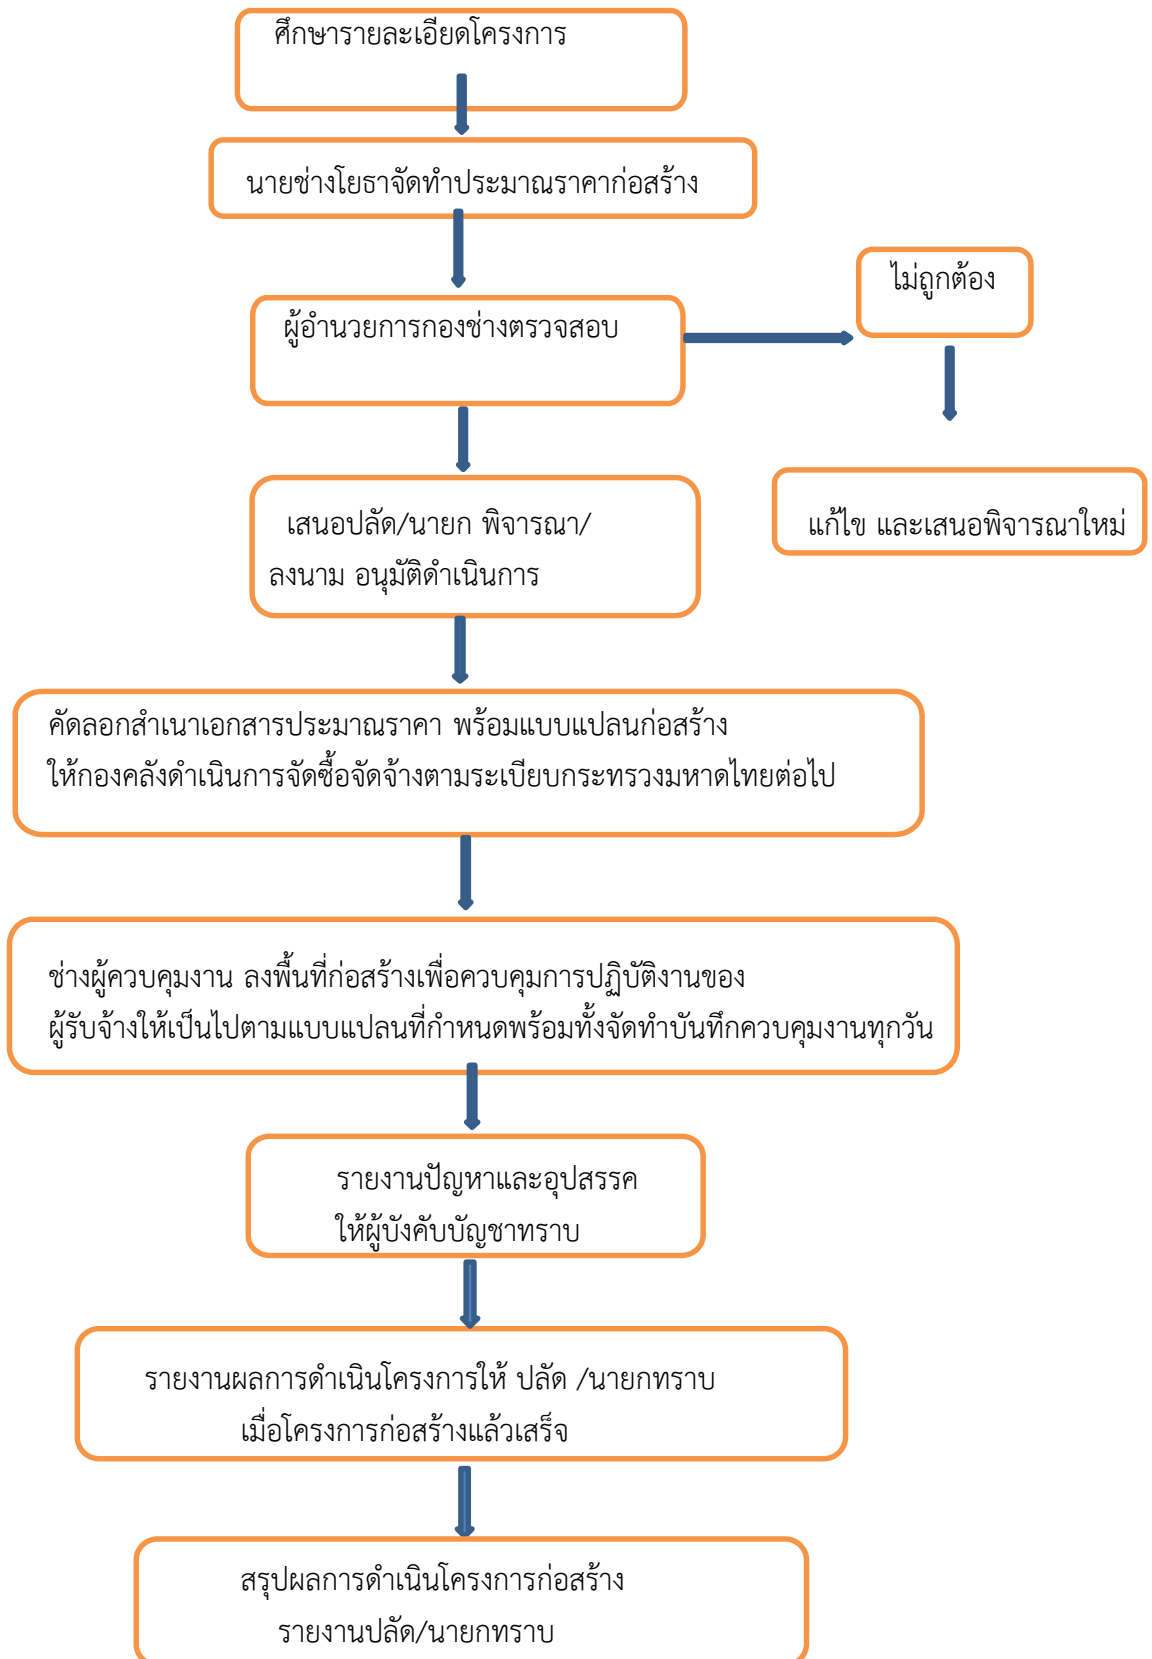 ศึกษารายละเอียดโครงการ
นายช่างโยธาจัดทำประมาณราคาก่อสร้าง
ไม่ถูกต้อง
ผู้อำนวยการกองช่างตรวจสอบ
เสนอปลัด/นายก พิจารณา/
ลงนาม อนุมัติดำเนินการ
แก้ไข และเสนอพิจารณาใหม่
คัดลอกสำเนาเอกสารประมาณราคา พร้อมแบบแปลนก่อสร้าง
ให้กองคลังดำเนินการจัดซื้อจัดจ้างตามระเบียบกระทรวงมหาดไทยต่อไป
ช่างผู้ควบคุมงาน ลงพื้นที่ก่อสร้างเพื่อควบคุมการปฏิบัติงานของ
ผู้รับจ้างให้เป็นไปตามแบบแปลนที่กำหนดพร้อมทั้งจัดทำบันทึกควบคุมงานทุกวัน
รายงานปัญหาและอุปสรรค
ให้ผู้บังคับบัญชาทราบ
รายงานผลการดำเนินโครงการให้ ปลัด /นายกทราบ
เมื่อโครงการก่อสร้างแล้วเสร็จ
สรุปผลการดำเนินโครงการก่อสร้าง
รายงานปลัด/นายกทราบ